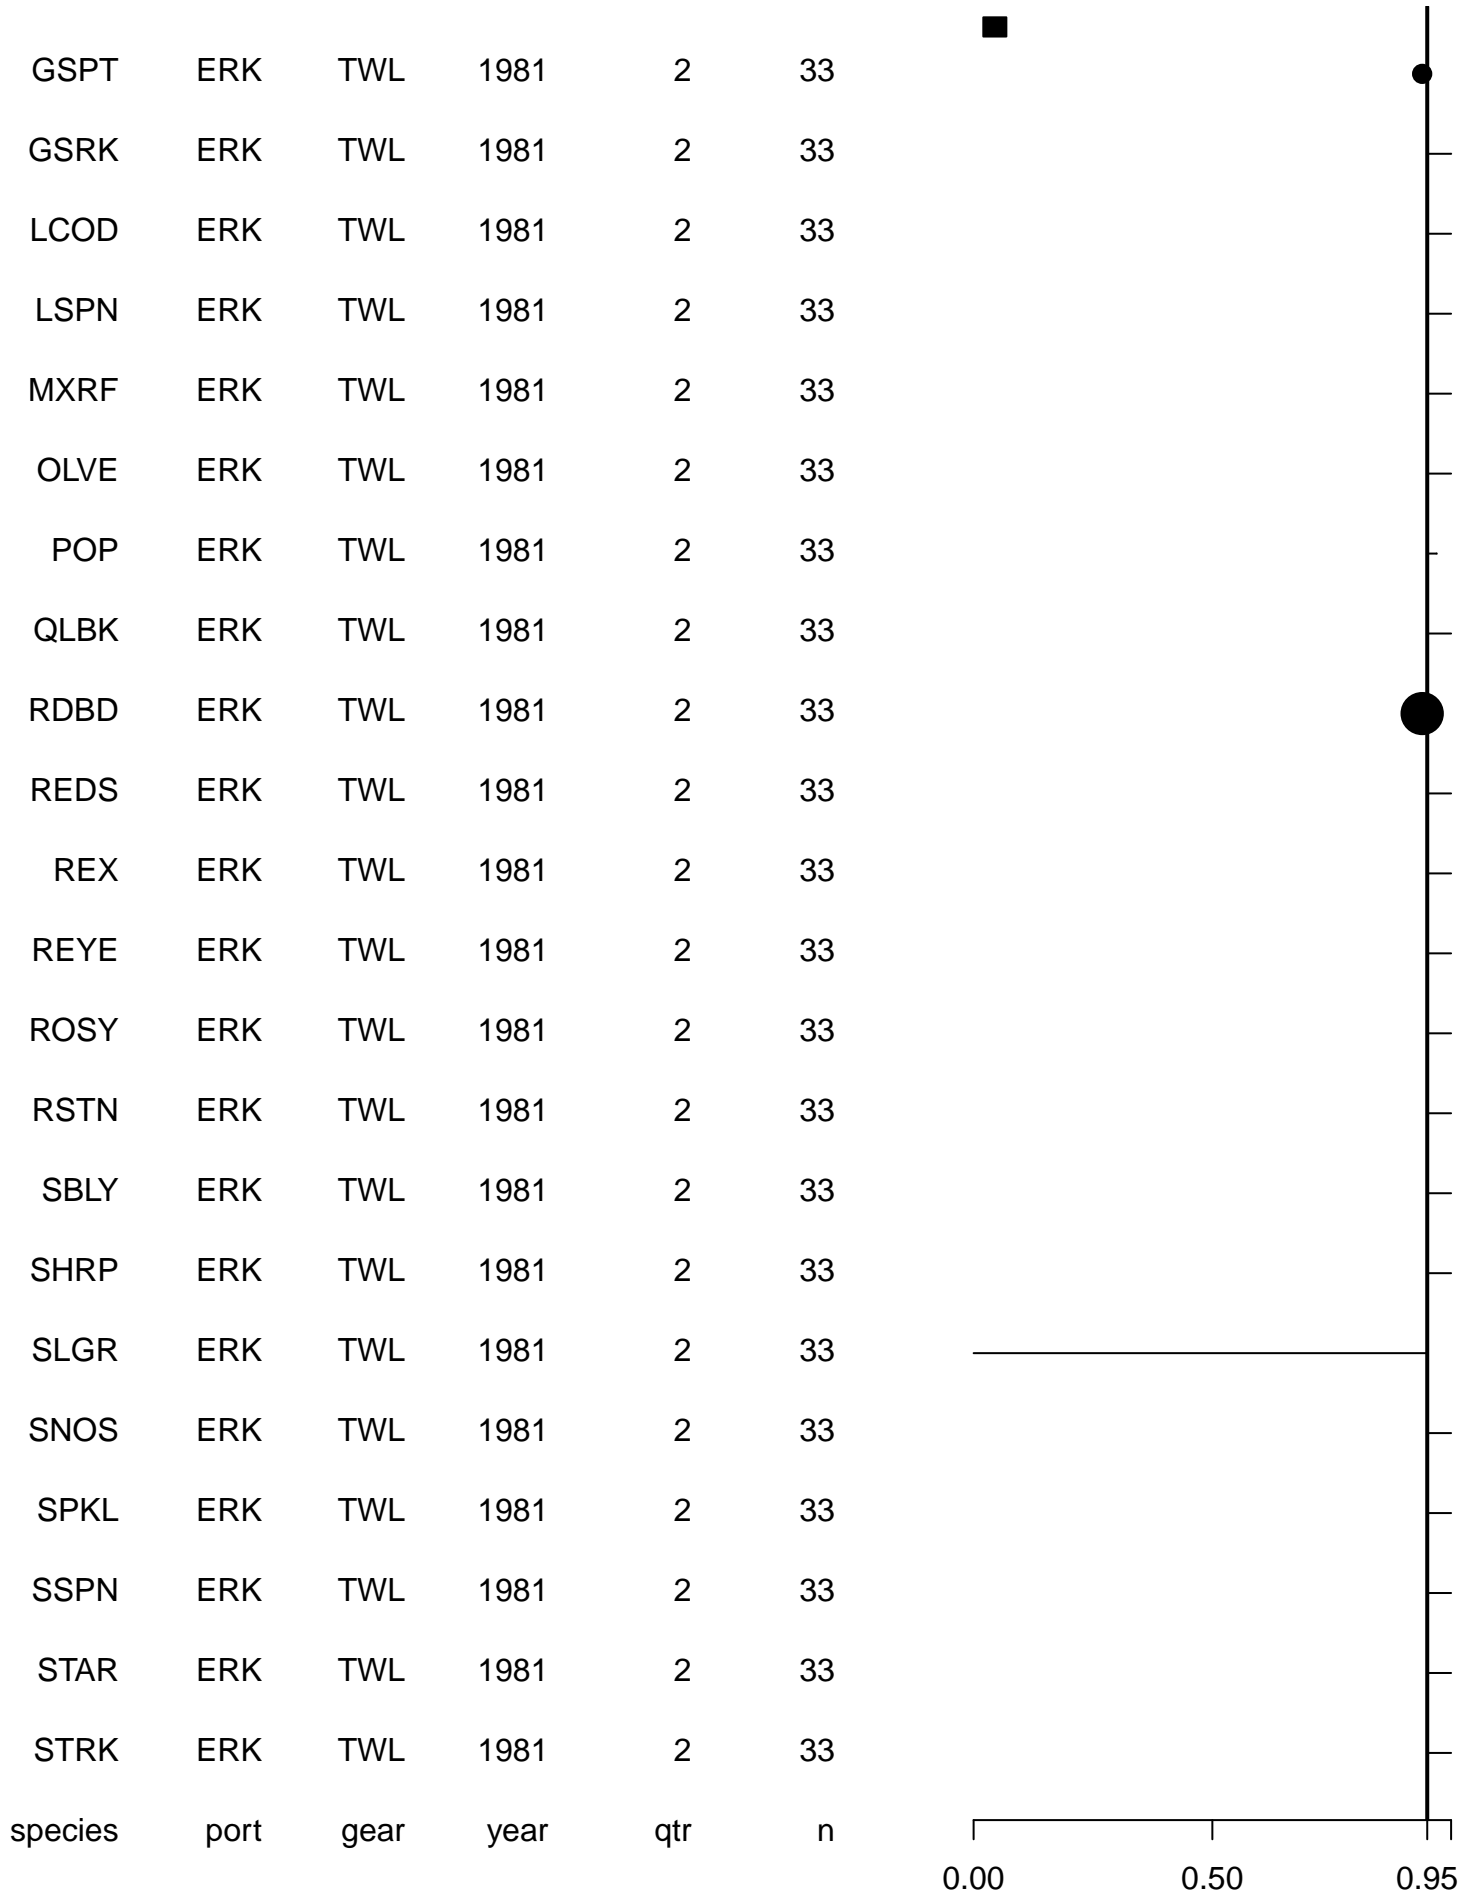 GSPT ERK TWL 1981 2 33
GSRK ERK TWL 1981 2 33
LCOD ERK TWL 1981 2 33
LSPN ERK TWL 1981 2 33
MXRF ERK TWL 1981 2 33
OLVE ERK TWL 1981 2 33
POP ERK TWL 1981 2 33
QLBK ERK TWL 1981 2 33
RDBD ERK TWL 1981 2 33
REDS ERK TWL 1981 2 33
REX ERK TWL 1981 2 33
REYE ERK TWL 1981 2 33
ROSY ERK TWL 1981 2 33
RSTN ERK TWL 1981 2 33
SBLY ERK TWL 1981 2 33
SHRP ERK TWL 1981 2 33
SLGR ERK TWL 1981 2 33
SNOS ERK TWL 1981 2 33
SPKL ERK TWL 1981 2 33
SSPN ERK TWL 1981 2 33
STAR ERK TWL 1981 2 33
STRK ERK TWL 1981 2 33
species port gear year qtr n
0.00 0.50 0.95